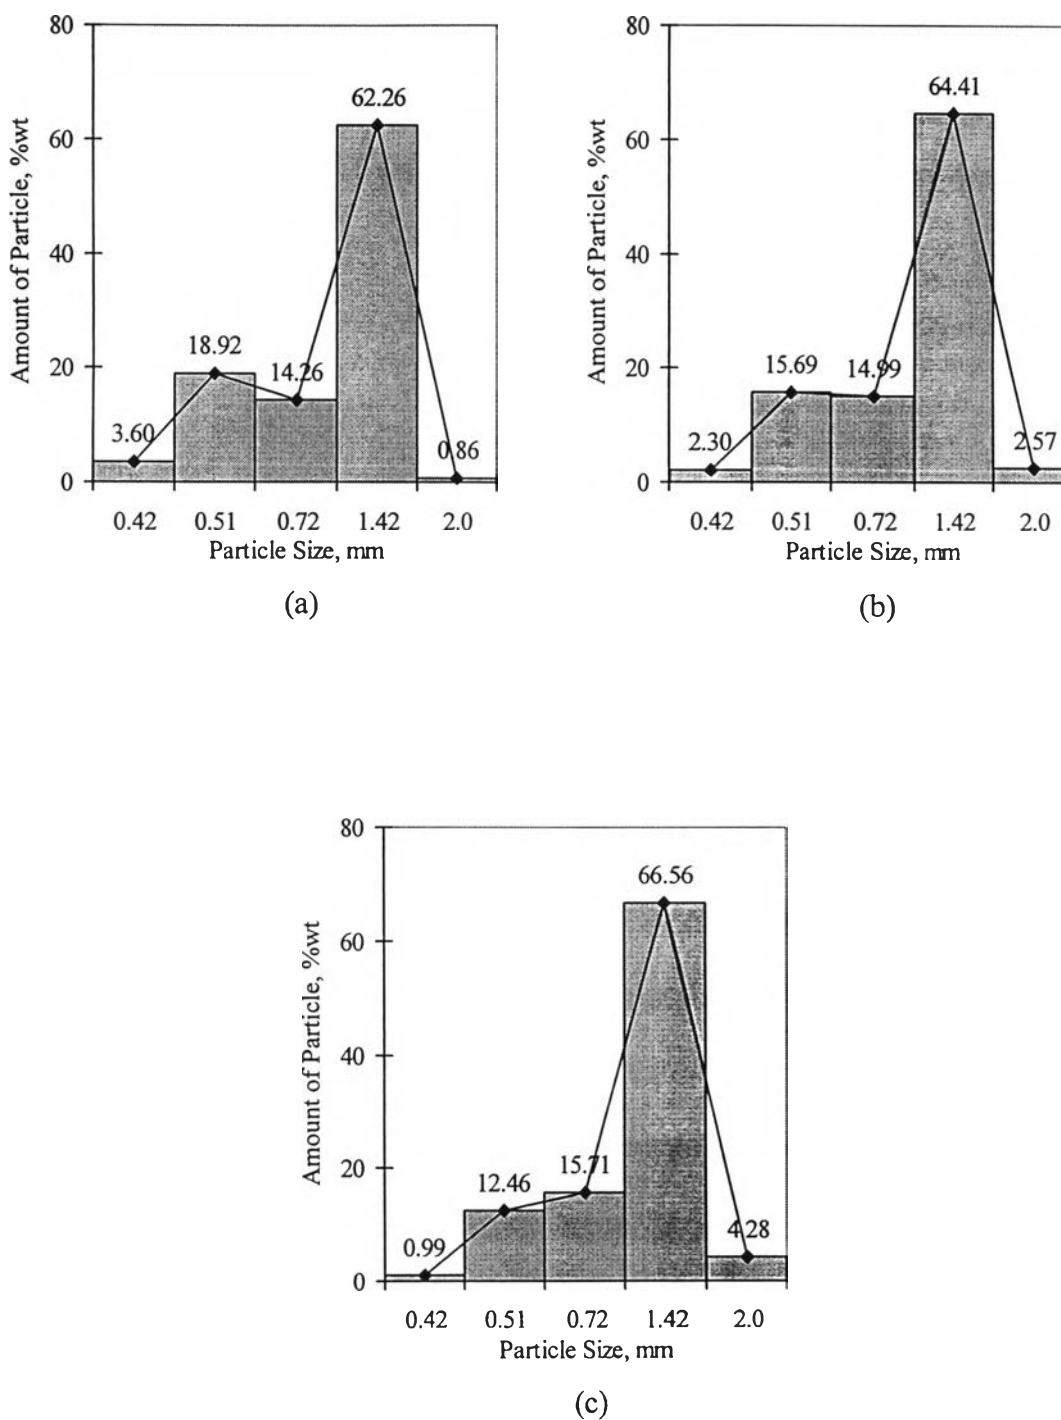 80
62.26
60
40
18.92
20
14.26
3.60
0.86
0
0.42 0.51 0.72 1.42 2.0
Particle Size, mm
Amount of Particle, %wt
(a)
80
64.41
60
40
15.69
20
14.99
2.30
2.57
0
0.42 0.51 0.72 1.42 2.0
Particle Size, mm
Amount of Particle, %wt
(b)
80
66.56
60
40
20
12.46
15.71
0.99
4.28
0
0.42 0.51 0.72 1.42 2.0
Particle Size, mm
Amount of Particle, %wt
(c)